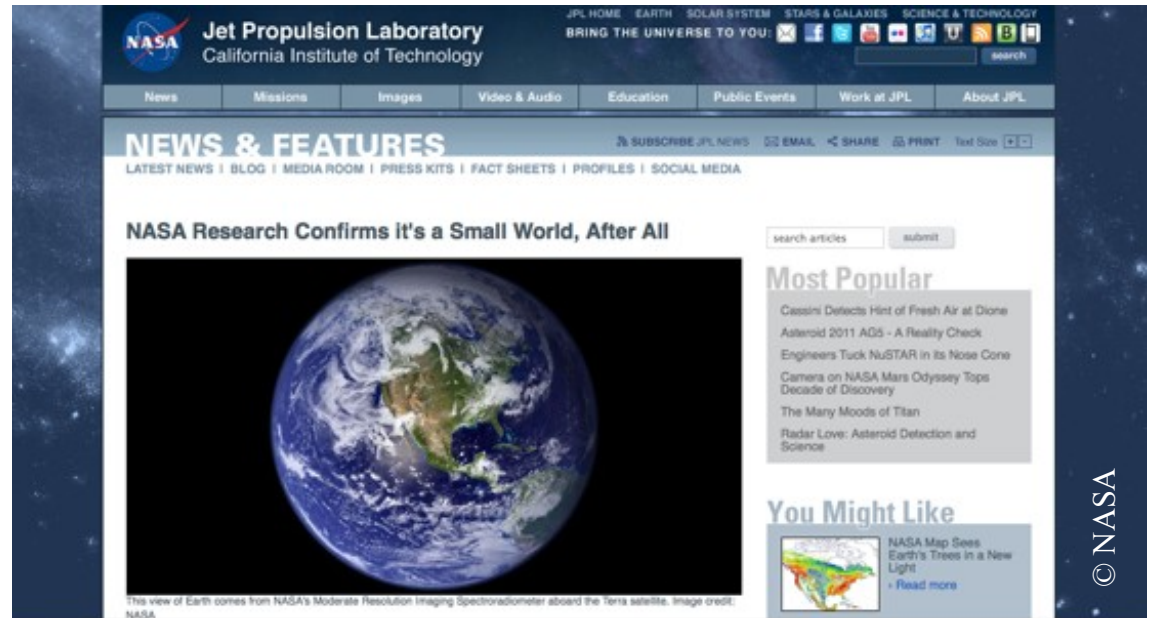 JPL HOME EARTH SOLAR SYSTEM STARS & GALAXIES SCIENCE & TECHNOLOGY
BRING THE UNIVERSE TO YOU:
NASA
Jet Propulsion Laboratory
California Institute of Technology
search
News Missions Images Video & Audio Education Public Events Work at JPL About JPL
NEWS & FEATURES
SUBSCRIBE JPL NEWS EMAIL SHARE PRINT Text Size + -
LATEST NEWS | BLOG | MEDIA ROOM | PRESS KITS | FACT SHEETS | PROFILES | SOCIAL MEDIA
NASA Research Confirms it's a Small World, After All
This view of Earth comes from NASA's Moderate Resolution Imaging Spectroradiometer aboard the Terra satellite. Image credit:
NASA
search articles submit
Most Popular
Cassini Detects Hint of Fresh Air at Dione
Asteroid 2011 AG5 - A Reality Check
Engineers Tuck NuSTAR in its Nose Cone
Camera on NASA Mars Odyssey Tops
Decade of Discovery
The Many Moods of Titan
Radar Love: Asteroid Detection and
Science
You Might Like
NASA Map Sees
Earth's Trees in a New
Light
› Read more
© NASA